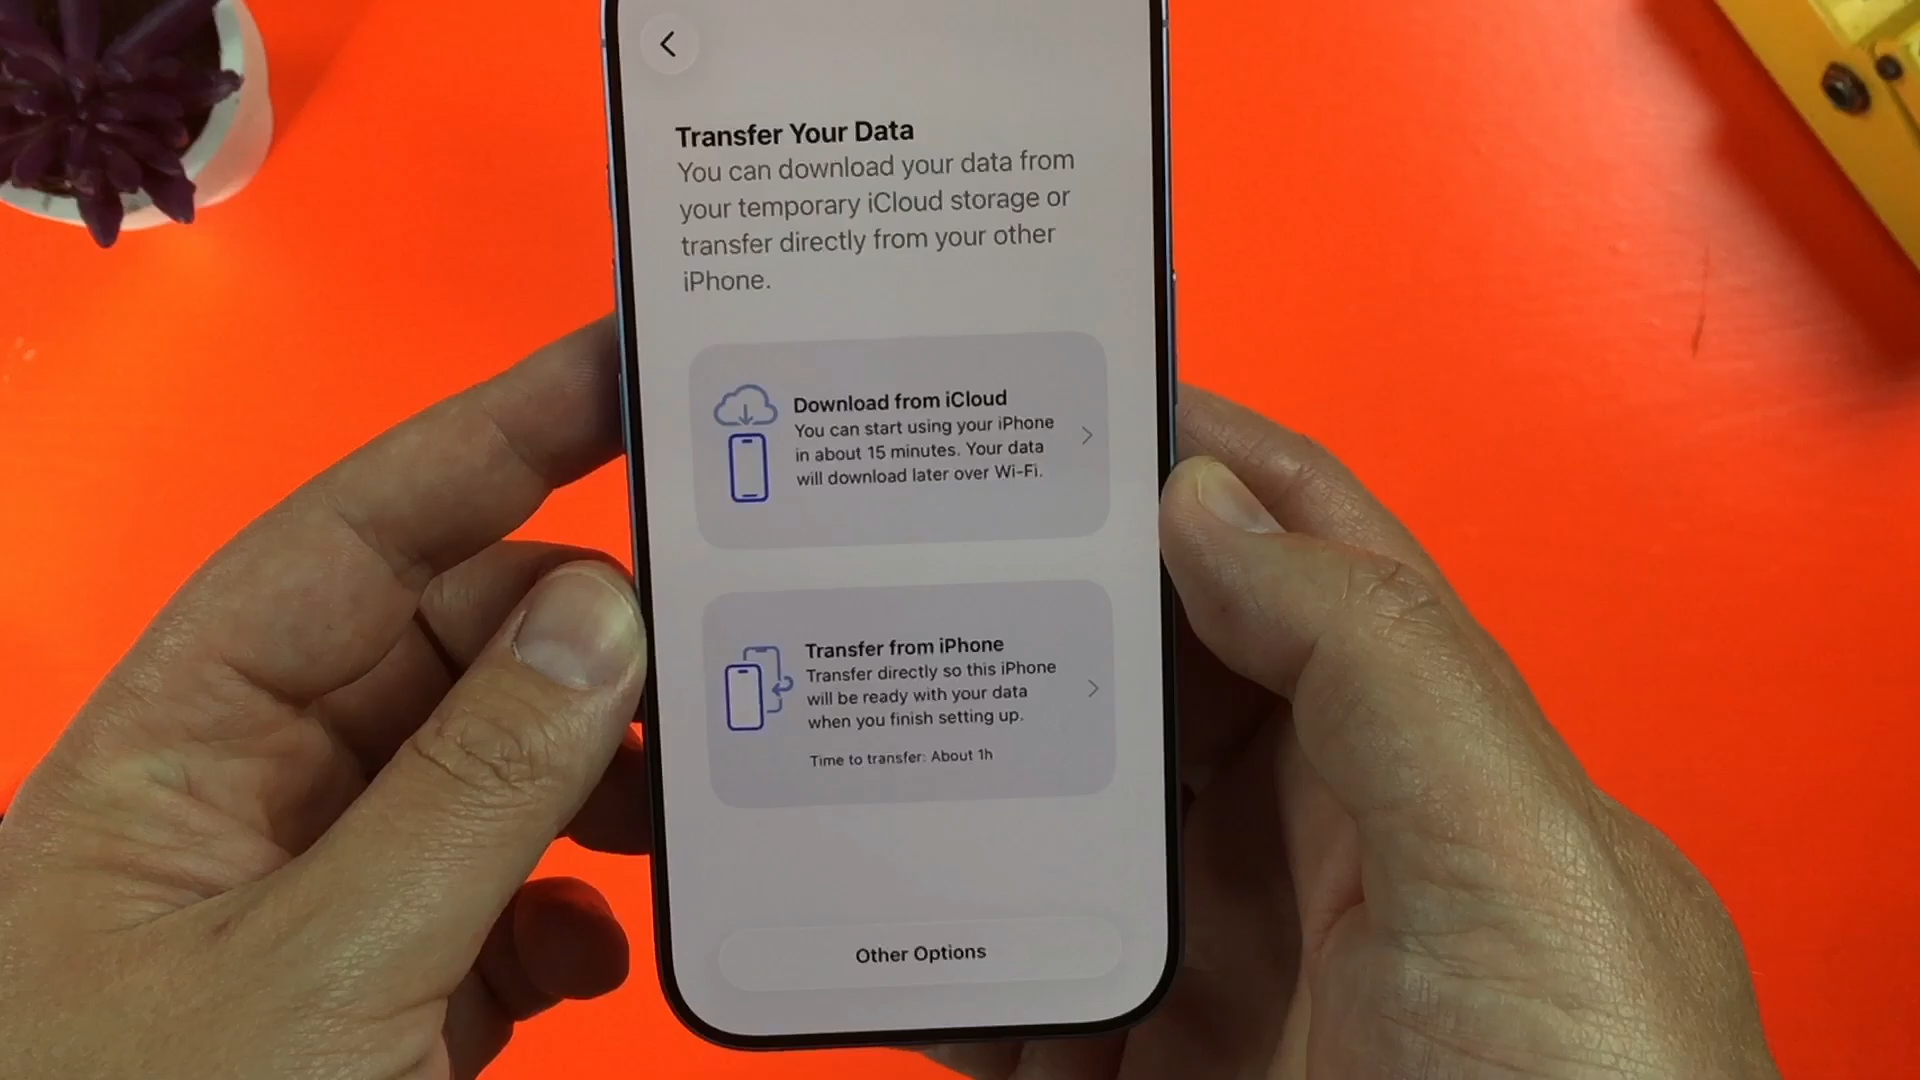 Transfer Your Data
You can download your data from
your temporary iCloud storage or
transfer directly from your other
iPhone.
Download from iCloud
You can start using your iPhone
in about 15 minutes. Your data
will download later over Wi-Fi.
Transfer from iPhone
Transfer directly so this iPhone
will be ready with your data
when you finish setting up.
Time to transfer: About 1h
Other Options